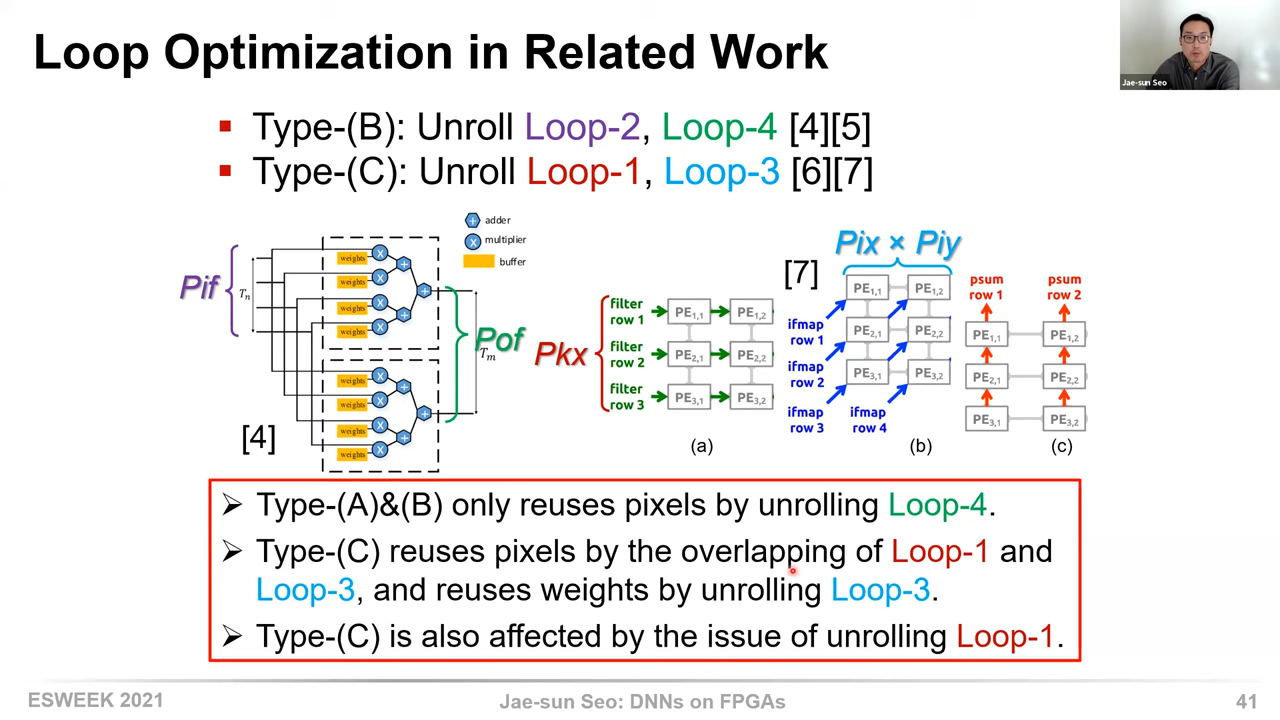 Loop Optimization in Related Work
Jae-sun Seo
▪ Type-(B): Unroll Loop-2, Loop-4 [4][5]
▪ Type-(C): Unroll Loop-1, Loop-3 [6][7]
adder
multiplier
buffer
Pif
Tn
weights
weights
weights
weights
weights
weights
weights
weights
Pof
Tm
[4]
Pkx
filter
row 1
filter
row 2
filter
row 3
PE1,1 PE1,2
PE2,1 PE2,2
PE3,1 PE3,2
(a)
[7]
Pix × Piy
ifmap
row 1
ifmap
row 2
ifmap
row 3
ifmap
row 4
PE1,1 PE1,2
PE2,1 PE2,2
PE3,1 PE3,2
(b)
psum
row 1
psum
row 2
PE1,1 PE1,2
PE2,1 PE2,2
PE3,1 PE3,2
(c)
➢ Type-(A)&(B) only reuses pixels by unrolling Loop-4.
➢ Type-(C) reuses pixels by the overlapping of Loop-1 and
Loop-3, and reuses weights by unrolling Loop-3.
➢ Type-(C) is also affected by the issue of unrolling Loop-1.
ESWEEK 2021
Jae-sun Seo: DNNs on FPGAs
41